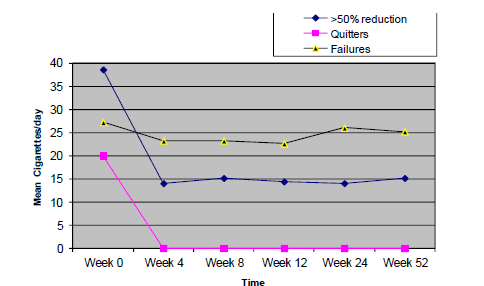 >50% reduction
Quitters
Failures
Mean Cigarettes/day
40
35
30
25
20
15
10
5
0
Week 0 Week 4 Week 8 Week 12 Week 24 Week 52
Time